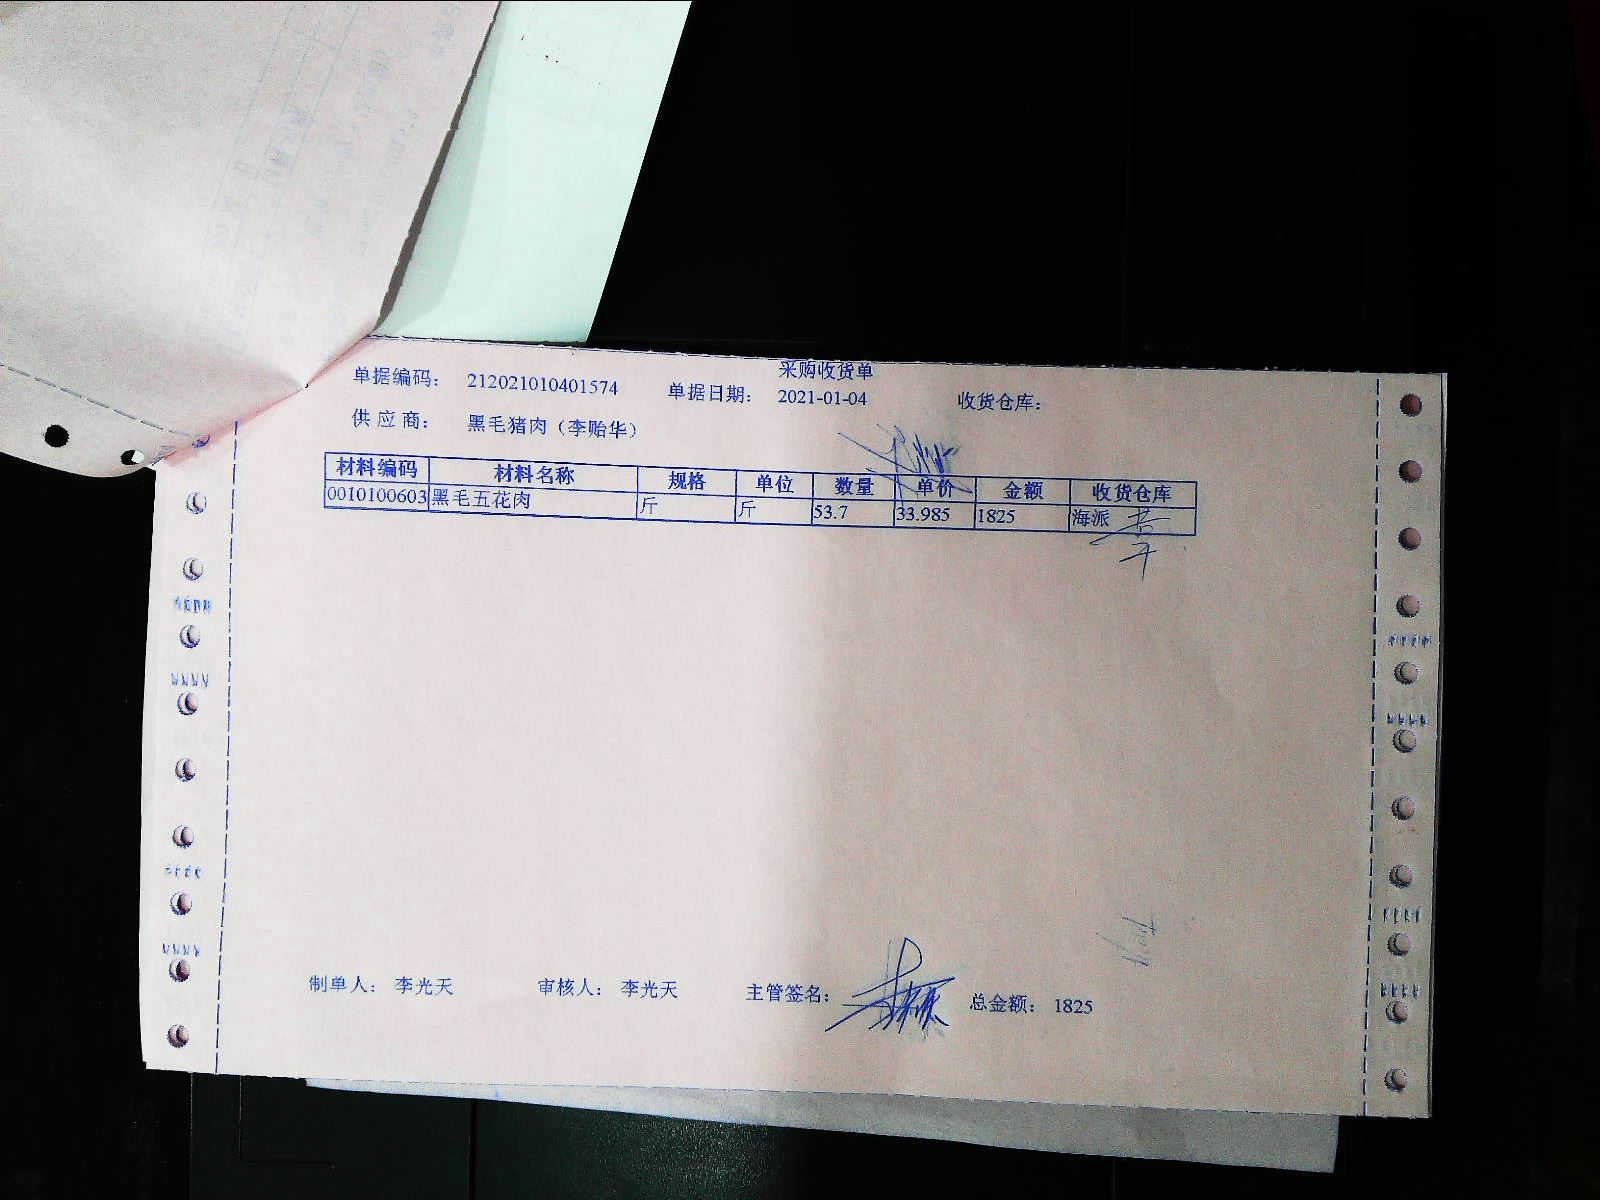 采购收货单
单据编码： 212021010401574 单据日期： 2021-01-04 收货仓库：
供应商： 黑毛猪肉（李贻华）
材料编码 材料名称 规格 单位 数量 单价 金额 收货仓库
0010100603 黑毛五花肉 斤 斤 53.7 33.985 1825 海派
制单人： 李光天 审核人： 李光天 主管签名： 总金额： 1825